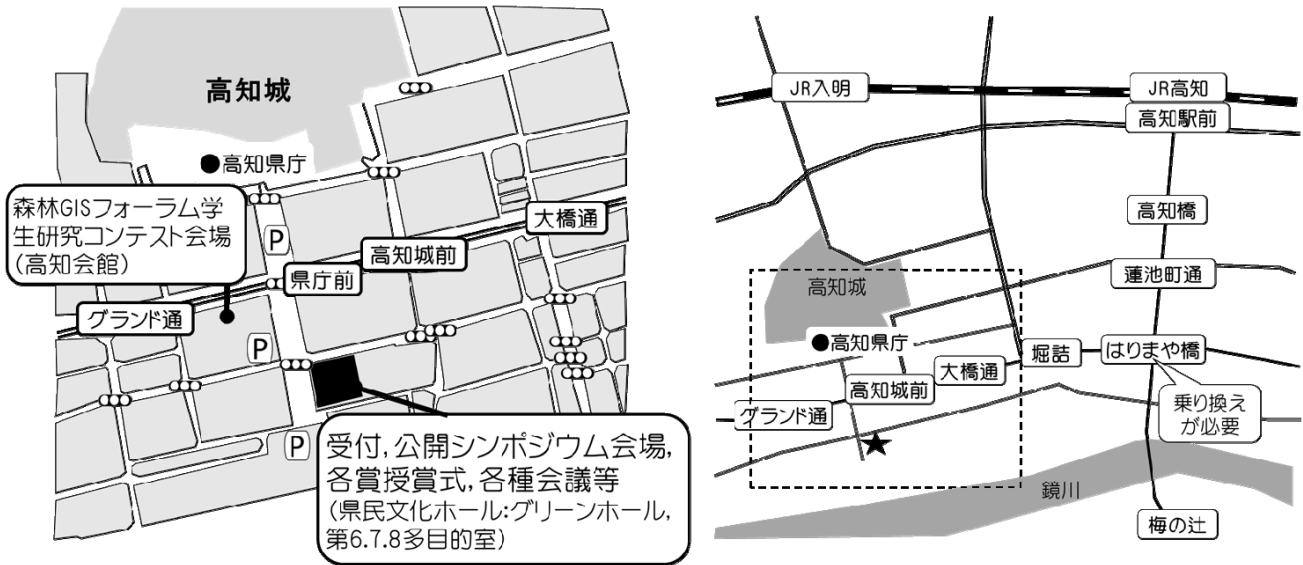 高知城
高知県庁
森林GISフォーラム学
生研究コンテスト会場
(高知会館)
P
大橋通
高知城前
県庁前
グランド通
P
P
受付,公開シンポジウム会場,
各賞授賞式,各種会議等
(県民文化ホール:グリーンホール,
第6.7.8多目的室)
JR入明
JR高知
高知駅前
高知橋
蓮池町通
高知城
高知県庁
堀詰
はりまや橋
大橋通
高知城前
グランド通
乗り換え
が必要
鏡川
梅の辻